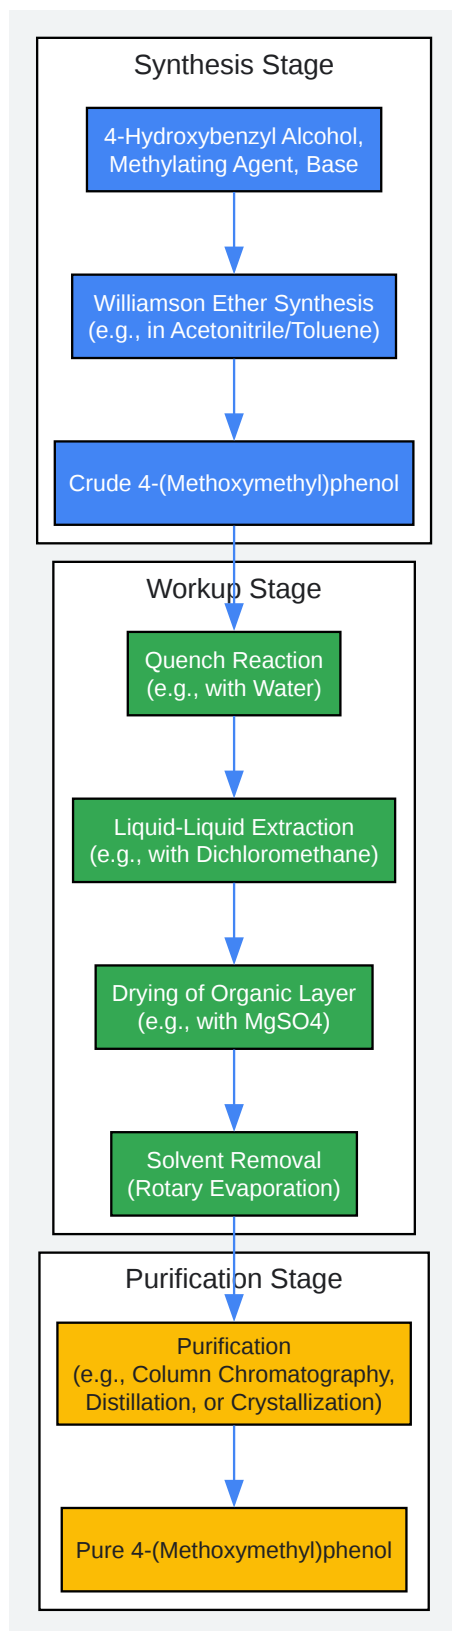 Synthesis Stage
4-Hydroxybenzyl Alcohol,
Methylating Agent, Base
Williamson Ether Synthesis
(e.g., in Acetonitrile/Toluene)
Crude 4-(Methoxymethyl)phenol
Workup Stage
Quench Reaction
(e.g., with Water)
Liquid-Liquid Extraction
(e.g., with Dichloromethane)
Drying of Organic Layer
(e.g., with MgSO4)
Solvent Removal
(Rotary Evaporation)
Purification Stage
Purification
(e.g., Column Chromatography,
Distillation, or Crystallization)
Pure 4-(Methoxymethyl)phenol